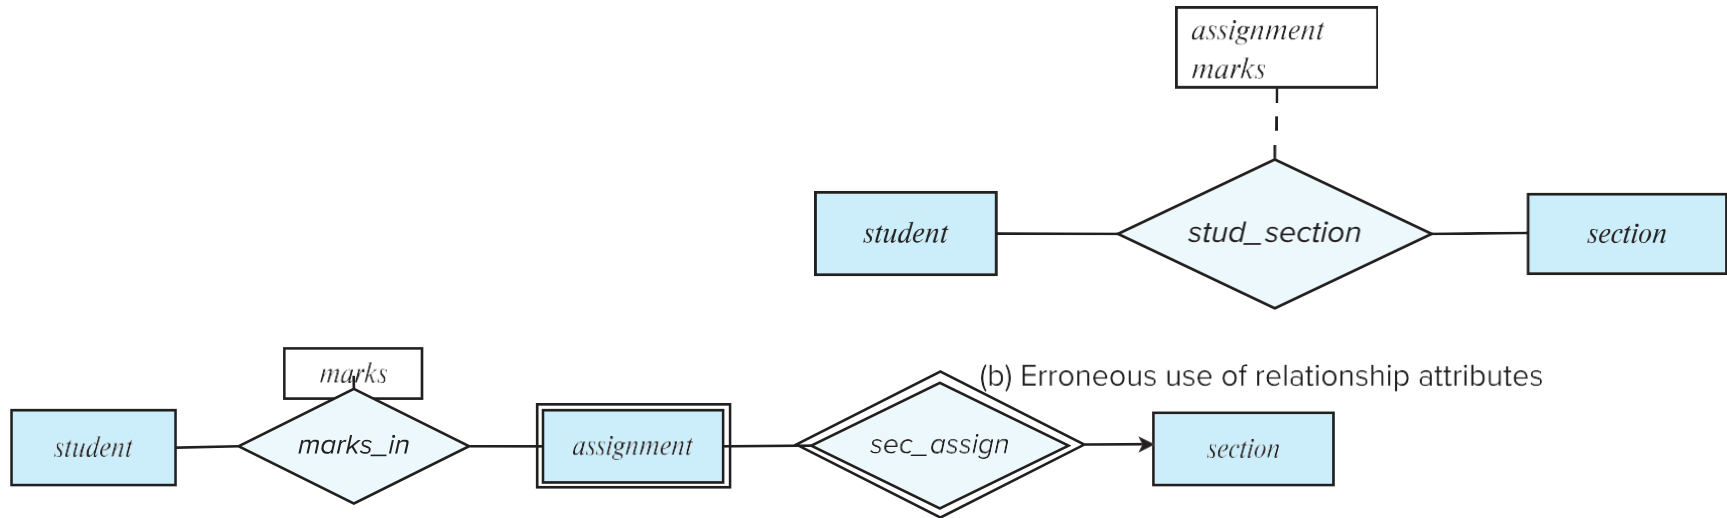 assignment
marks
student
stud_section
section
(b) Erroneous use of relationship attributes
marks
student
marks_in
assignment
sec_assign
section